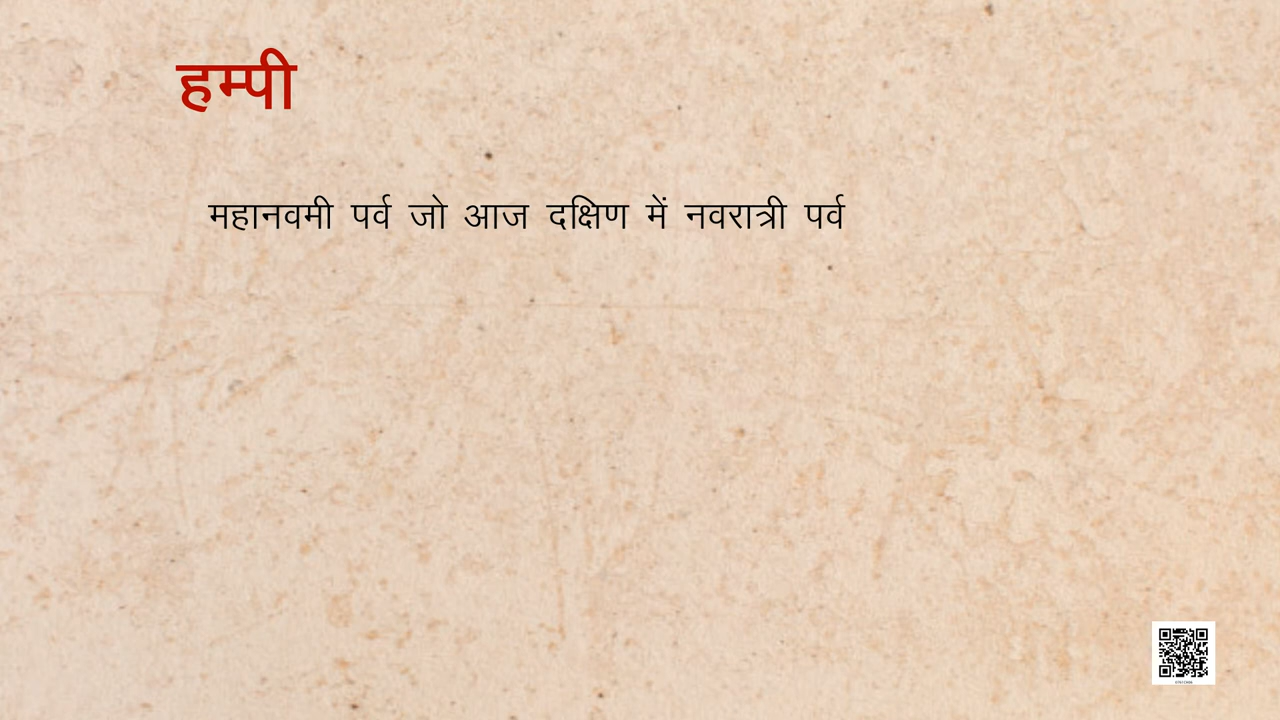 हम्पी
महानवमी पर्व जो आज दक्षिण में नवरात्री पर्व